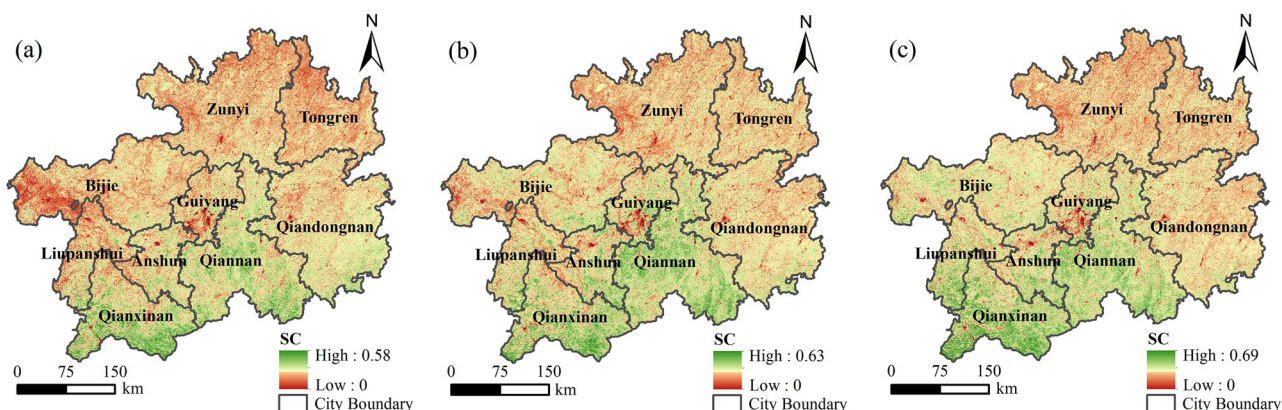 (a)
N
Zunyi
Tongren
Bijie
Guiyang
Qiandongnan
Liupanshui
Anshun
Qiannan
Qianxinan
SC
High : 0.58
Low : 0
City Boundary
0 75 150
km
(b)
N
Zunyi
Tongren
Bijie
Guiyang
Qiandongnan
Liupanshui
Anshun
Qiannan
Qianxinan
SC
High : 0.63
Low : 0
City Boundary
0 75 150
km
(c)
N
Zunyi
Tongren
Bijie
Guiyang
Qiandongnan
Liupanshui
Anshun
Qiannan
Qianxinan
SC
High : 0.69
Low : 0
City Boundary
0 75 150
km